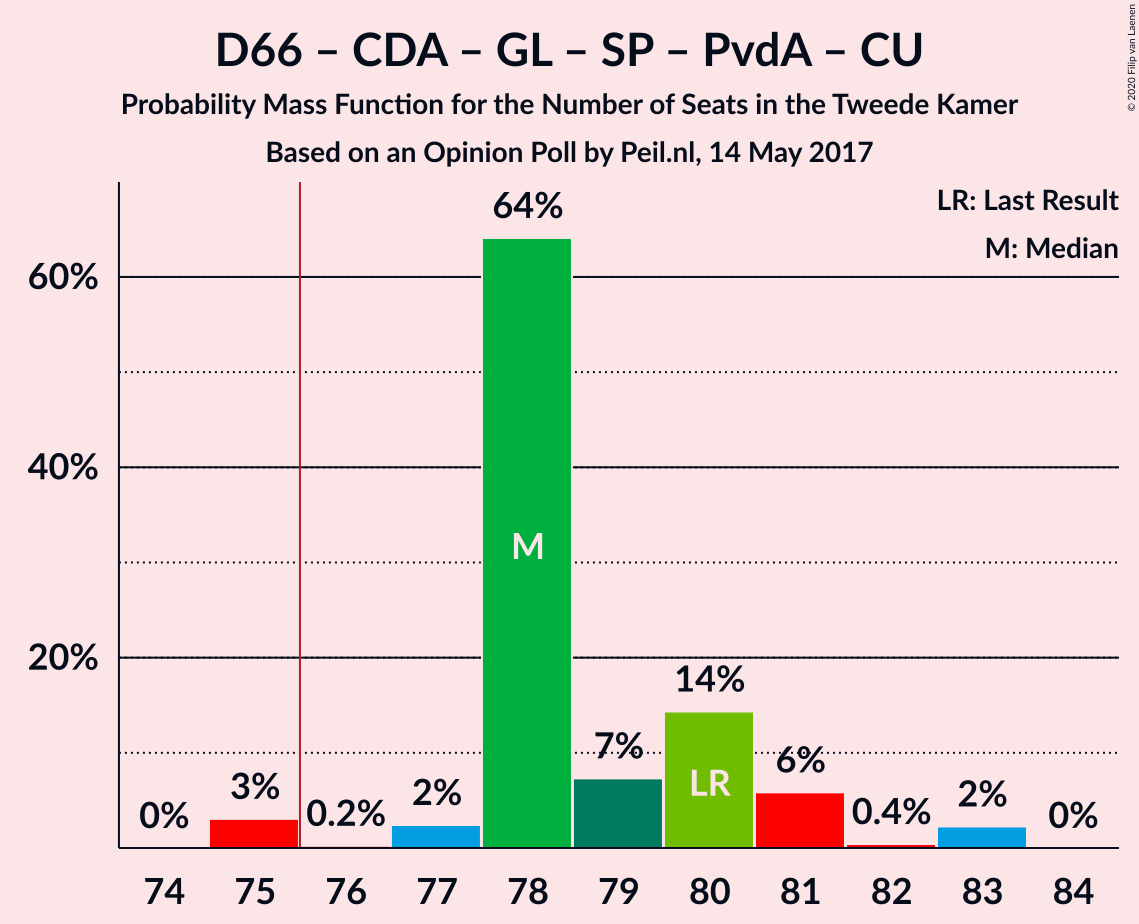 D66 – CDA – GL – SP – PvdA – CU
Probability Mass Function for the Number of Seats in the Tweede Kamer
Based on an Opinion Poll by Peil.nl, 14 May 2017
© 2020 Filip van Laenen
LR: Last Result
M: Median
60%
40%
20%
0%
3%
0.2%
2%
64%
M
7%
14%
LR
6%
0.4%
2%
0%
74 75 76 77 78 79 80 81 82 83 84